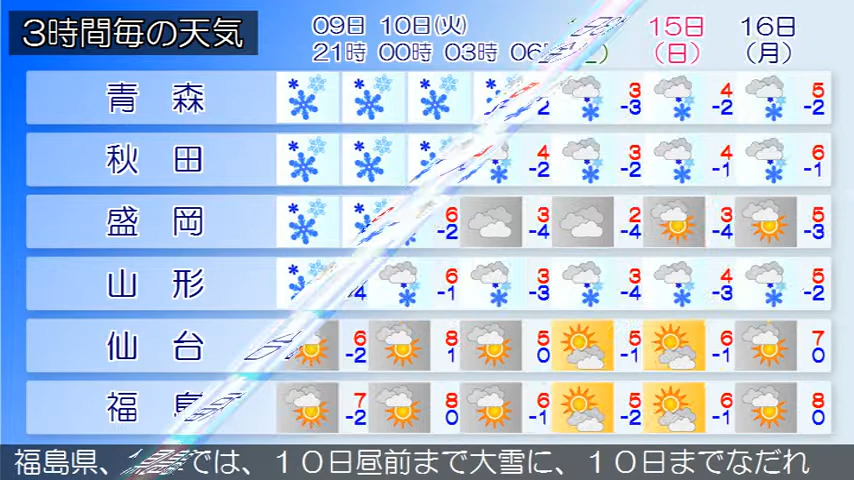 3時間毎の天気
09日 10日(火) 15日 16日
21時 00時 03時 06 (日) (月)
青 森 -2 3 -3 4 -2 5 -2
秋 田 4 -2 3 -2 4 -1 6 -1
盛 岡 6 -2 3 -4 2 -4 3 -4 5 -3
山 形 6 -1 3 -3 3 -4 4 -3 5 -2
仙 台 6 -2 8 1 5 0 5 -1 6 -1 7 0
福 島 7 -2 8 0 6 -1 5 -2 6 -1 8 0
福島県、 では、１０日昼前まで大雪に、１０日までなだれ